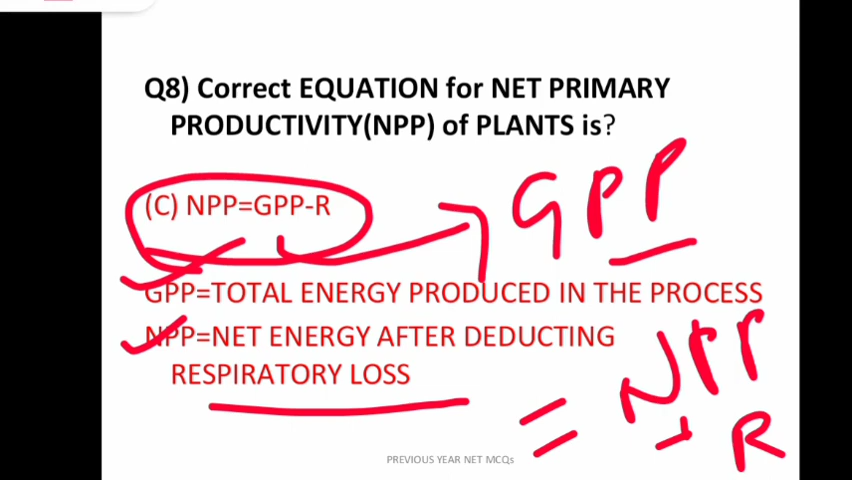 Q8) Correct EQUATION for NET PRIMARY
PRODUCTIVITY(NPP) of PLANTS is?
(C) NPP=GPP-R
GPP
GPP=TOTAL ENERGY PRODUCED IN THE PROCESS
NPP=NET ENERGY AFTER DEDUCTING
RESPIRATORY LOSS
= NPP
+ R
PREVIOUS YEAR NET MCQs